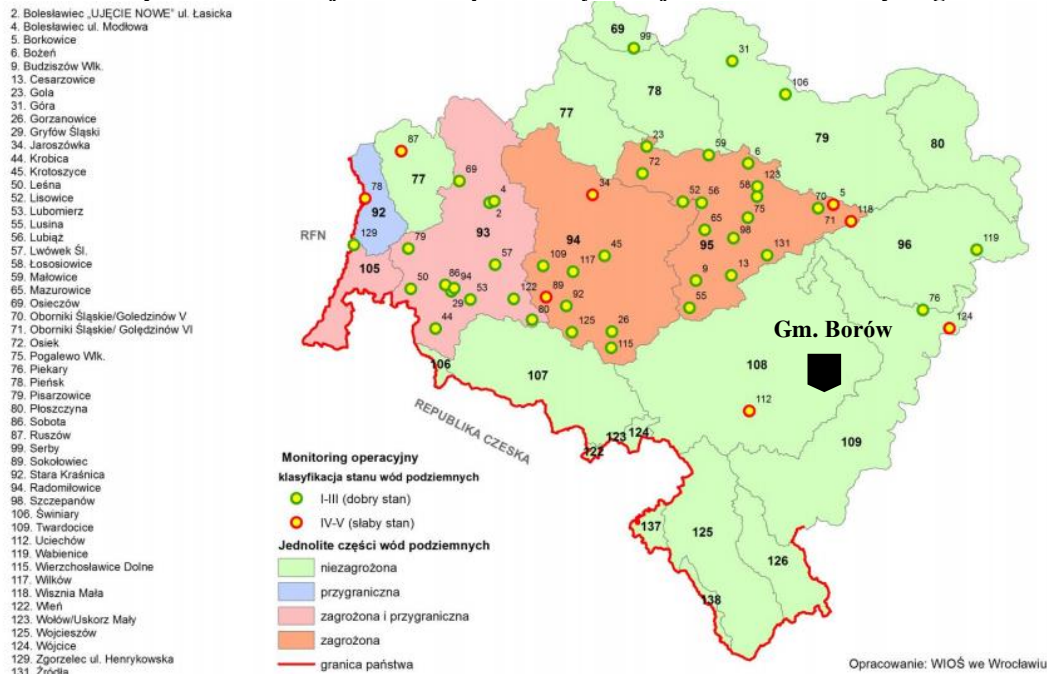 2. Bolesławiec „UJĘCIE NOWE” ul. Łasicka
4. Bolesławiec ul. Modłowa
5. Borkowice
6. Bożeń
9. Budziszów Wlk.
13. Cesarzowice
23. Gola
31. Góra
26. Gorzanowice
29. Gryfów Śląski
34. Jaroszówka
44. Krobica
45. Krotoszyce
50. Leśna
52. Lisowice
53. Lubomierz
55. Lusina
56. Lubiąż
57. Lwówek Śl.
58. Łososiowice
59. Małowice
65. Mazurowice
69. Osieczów
70. Oborniki Śląskie/Goledzinów V
71. Oborniki Śląskie/ Golędzinów VI
72. Osiek
75. Pogalewo Wlk.
76. Piekary
78. Pieńsk
79. Pisarzowice
80. Płoszczyna
86. Sobota
87. Ruszów
99. Serby
89. Sokołowiec
92. Stara Kraśnica
94. Radomiłowice
98. Szczepanów
106. Świniary
109. Twardocice
112. Uciechów
119. Wabienice
115. Wierzchosławice Dolne
117. Wilków
118. Wisznia Mała
122. Wleń
123. Wołów/Uskorz Mały
125. Wojcieszów
124. Wójcice
129. Zgorzelec ul. Henrykowska
131. Źródła
69
99
31
106
78
77
79
80
23
59
6
72
87
77
69
4
2
34
52
56
58
123
75
70
5
71
118
78
92
65
98
95
96
RFN
129
93
79
94
45
131
119
105
57
109
117
13
9
50
86
94
29
53
122
89
92
55
76
44
80
125
26
115
124
Gm. Borów
106
107
108
112
109
REPUBLIKA CZESKA
122
123
124
137
125
126
138
Monitoring operacyjny
klasyfikacja stanu wód podziemnych
I-III (dobry stan)
IV-V (słaby stan)
Jednolite części wód podziemnych
niezagrożona
przygraniczna
zagrożona i przygraniczna
zagrożona
granica państwa
Opracowanie: WIOŚ we Wrocławiu